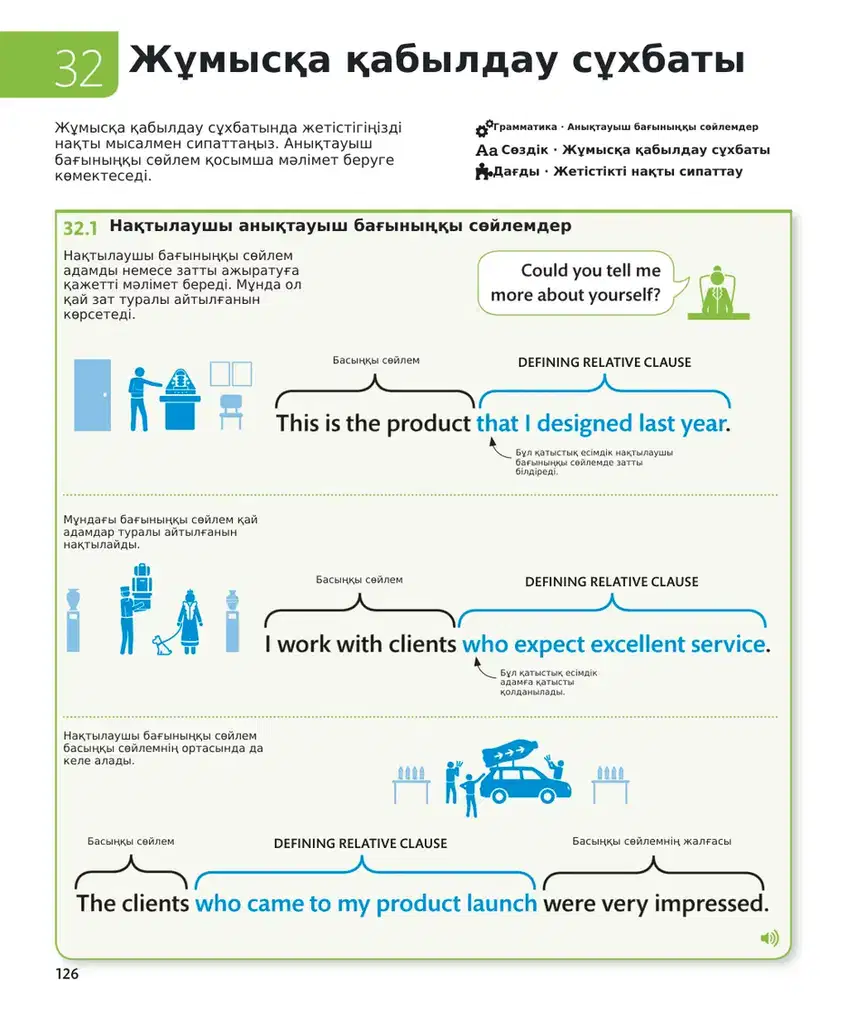 32
Жұмысқа қабылдау сұхбаты
Жұмысқа қабылдау сұхбатында жетістігіңізді
нақты мысалмен сипаттаңыз. Анықтауыш
бағыныңқы сөйлем қосымша мәлімет беруге
көмектеседі.
Грамматика · Анықтауыш бағыныңқы сөйлемдер
Aa Сөздік · Жұмысқа қабылдау сұхбаты
Дағды · Жетістікті нақты сипаттау
32.1 Нақтылаушы анықтауыш бағыныңқы сөйлемдер
Нақтылаушы бағыныңқы сөйлем
адамды немесе затты ажыратуға
қажетті мәлімет береді. Мұнда ол
қай зат туралы айтылғанын
көрсетеді.
Could you tell me
more about yourself?
Басыңқы сөйлем
DEFINING RELATIVE CLAUSE
This is the product that I designed last year.
Бұл қатыстық есімдік нақтылаушы
бағыныңқы сөйлемде затты
білдіреді.
Мұндағы бағыныңқы сөйлем қай
адамдар туралы айтылғанын
нақтылайды.
Басыңқы сөйлем
DEFINING RELATIVE CLAUSE
I work with clients who expect excellent service.
Бұл қатыстық есімдік
адамға қатысты
қолданылады.
Нақтылаушы бағыныңқы сөйлем
басыңқы сөйлемнің ортасында да
келе алады.
Басыңқы сөйлем
DEFINING RELATIVE CLAUSE
Басыңқы сөйлемнің жалғасы
The clients who came to my product launch were very impressed.
126